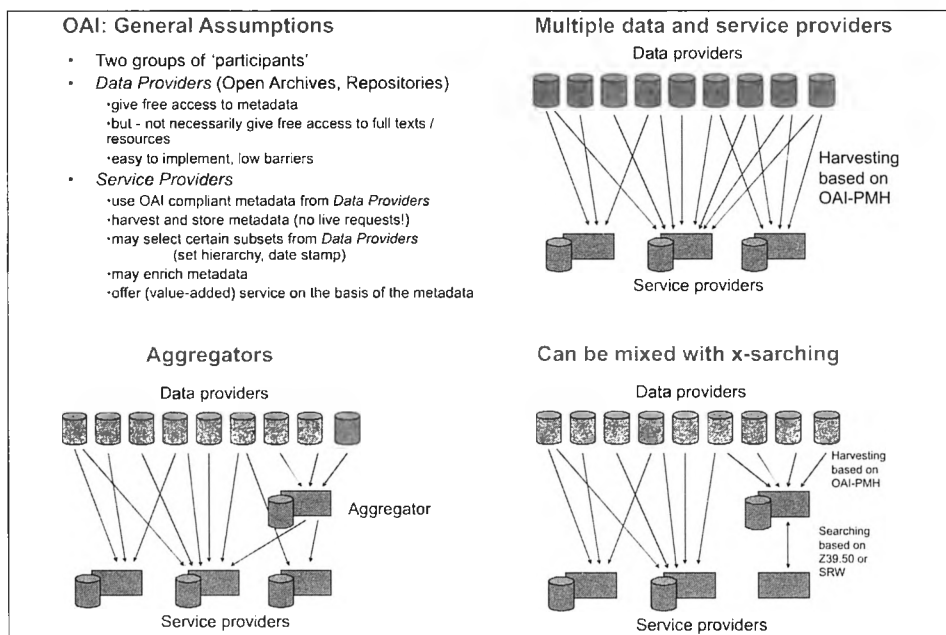 OAI: General Assumptions
• Two groups of 'participants'
• Data Providers (Open Archives, Repositories)
•give free access to metadata
•but - not necessarily give free access to full texts /
resources
•easy to implement, low barriers
• Service Providers
•use OAI compliant metadata from Data Providers
•harvest and store metadata (no live requests!)
•may select certain subsets from Data Providers
(set hierarchy, date stamp)
•may enrich metadata
•offer (value-added) service on the basis of the metadata
Multiple data and service providers
Data providers
Harvesting
based on
OAI-PMH
Service providers
Aggregators
Data providers
Aggregator
Service providers
Can be mixed with x-sarching
Data providers
Harvesting
based on
OAI-PMH
Searching
based on
Z39.50 or
SRW
Service providers